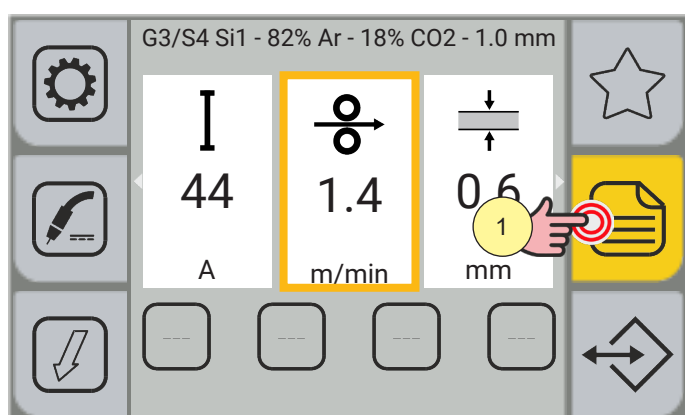 G3/S4 Si1 - 82% Ar - 18% CO2 - 1.0 mm
44
1.4
0.6
1
A
m/min
mm
---
---
---
---